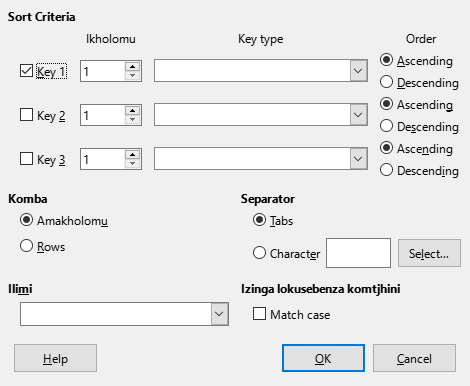 Sort Criteria
Ikholomu Key type Order
Key 1 1 Ascending
Descending
Key 2 1 Ascending
Descending
Key 3 1 Ascending
Descending
Komba Separator
Amakholomu Tabs
Rows Character Select...
Ilimi Izinga lokusebenza komtjhini
Match case
Help OK Cancel